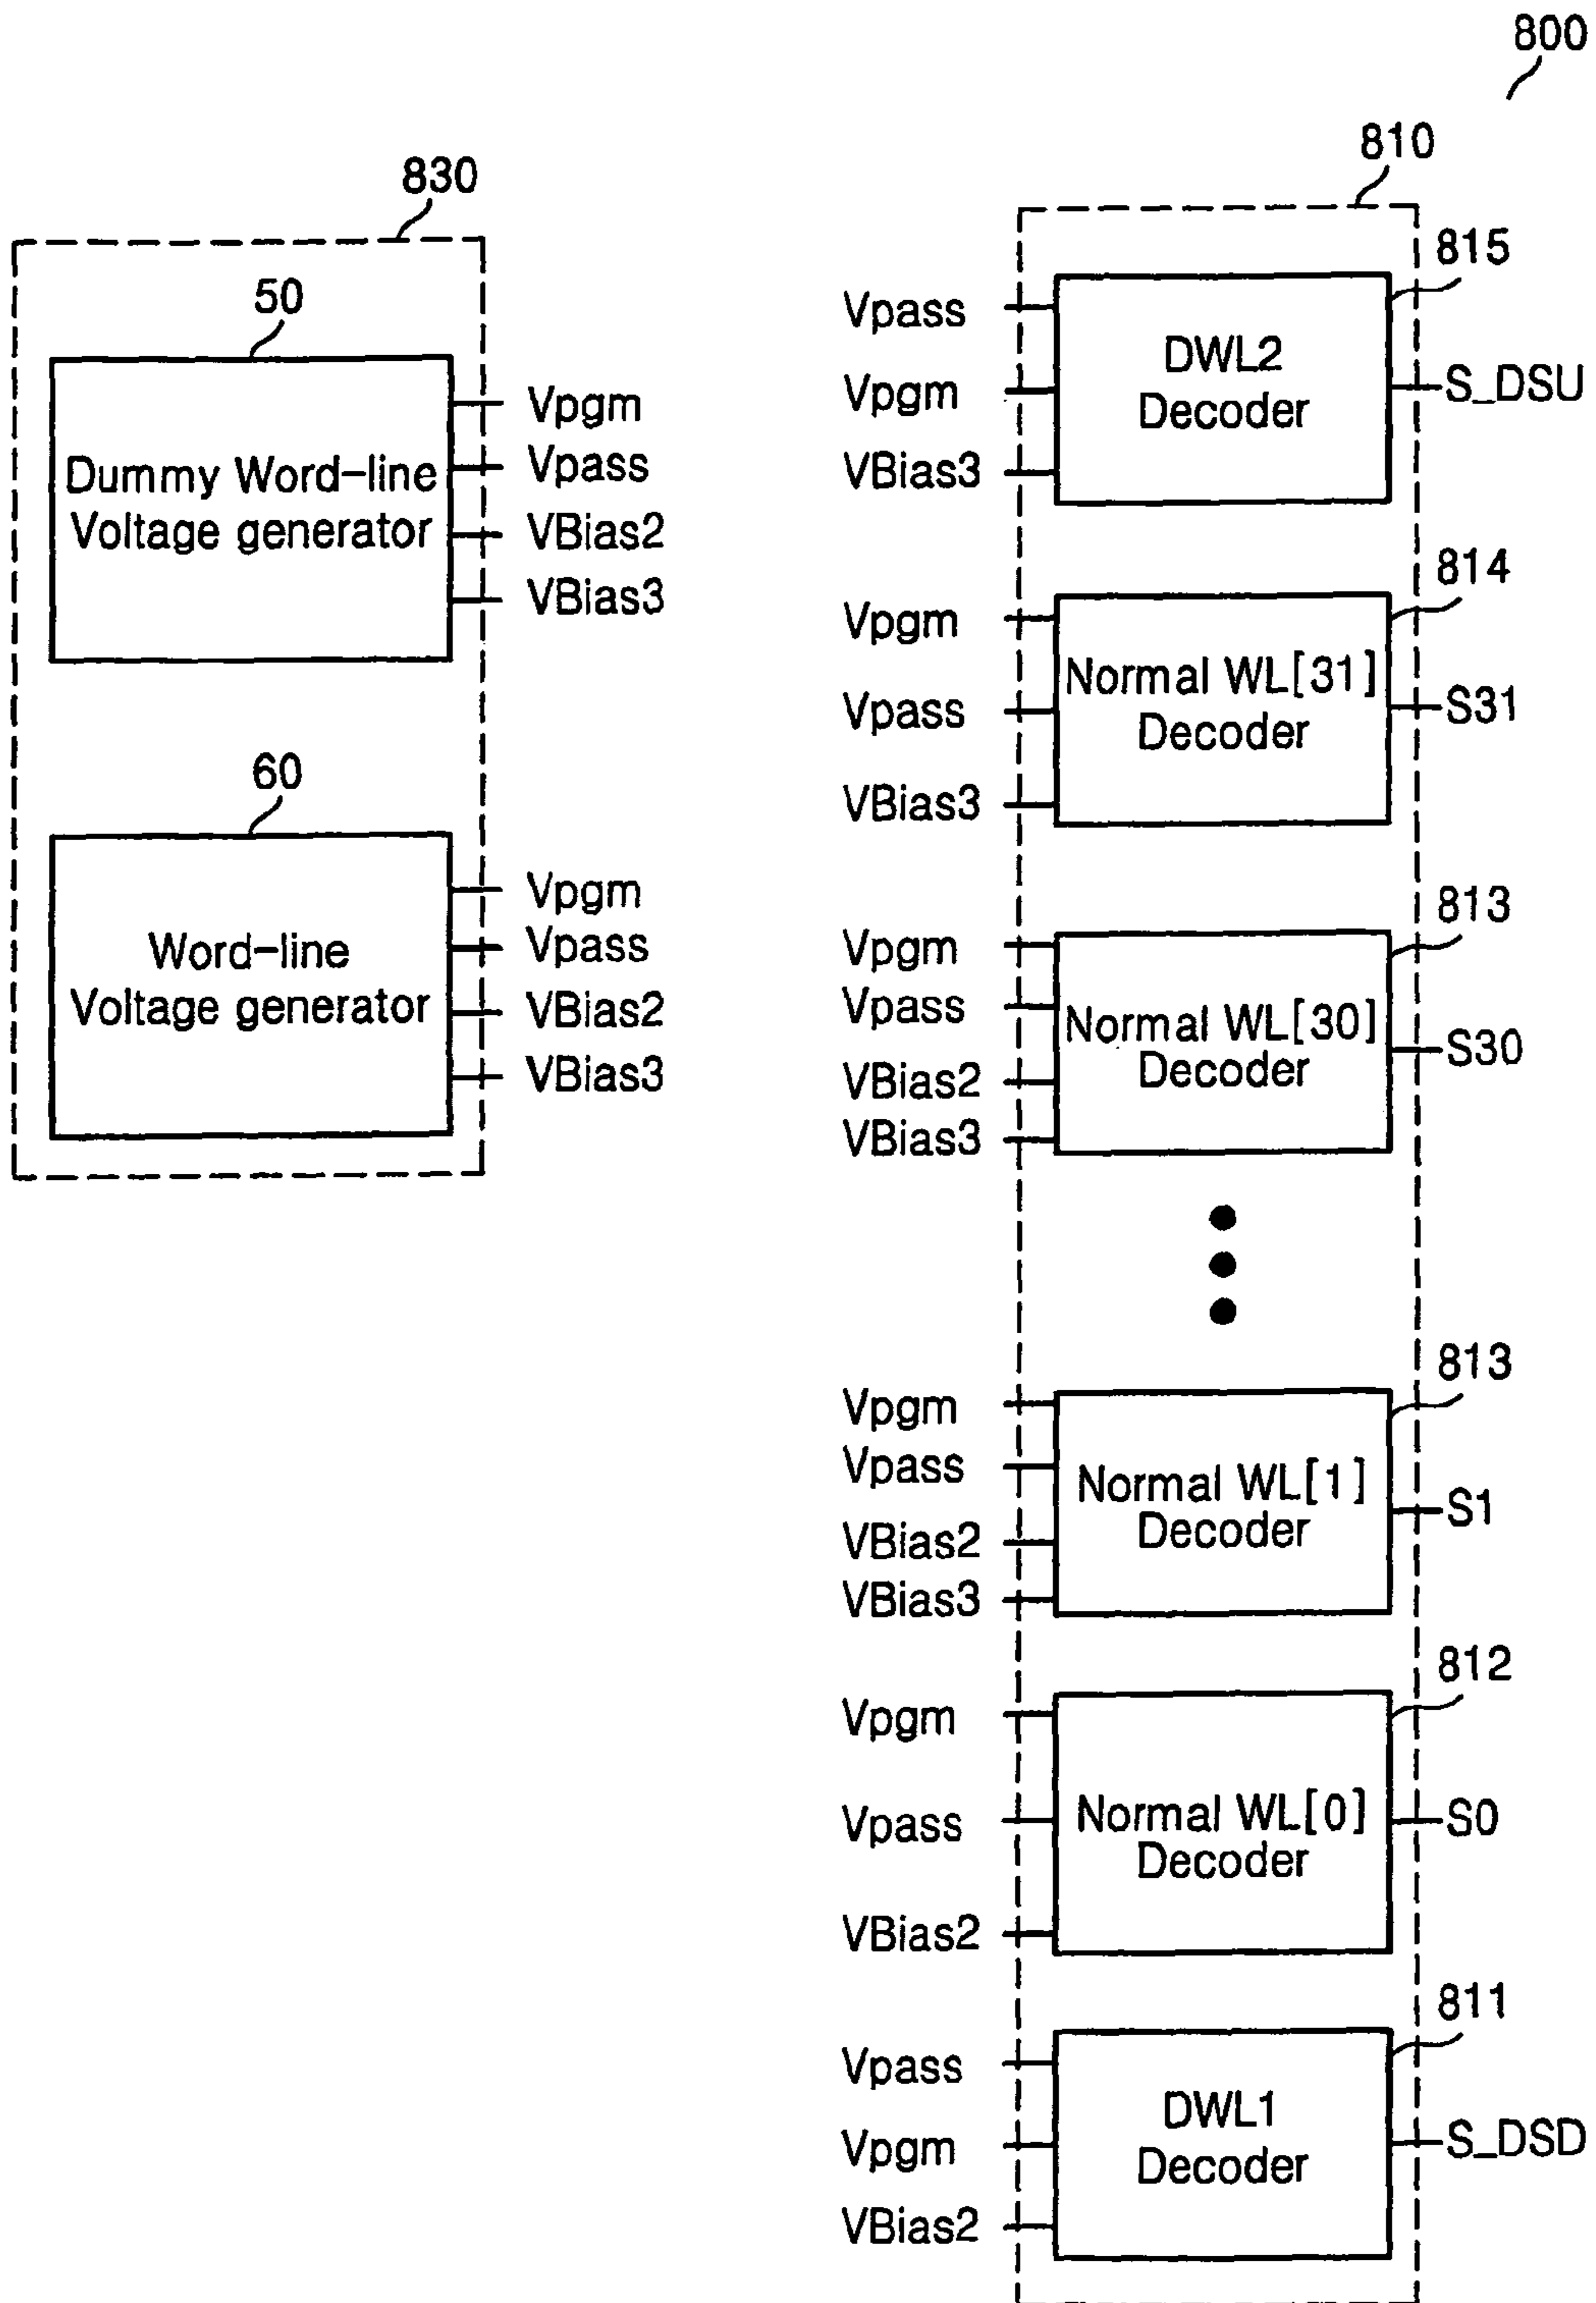 800
830
50
Dummy Word-line
Voltage generator
Vpgm
Vpass
VBias2
VBias3
60
Word-line
Voltage generator
Vpgm
Vpass
VBias2
VBias3
810
815
Vpass
Vpgm
VBias3
DWL2
Decoder
S_DSU
814
Vpgm
Vpass
VBias3
Normal WL[31]
Decoder
S31
813
Vpgm
Vpass
VBias2
VBias3
Normal WL[30]
Decoder
S30
813
Vpgm
Vpass
VBias2
VBias3
Normal WL[1]
Decoder
S1
812
Vpgm
Vpass
VBias2
Normal WL[0]
Decoder
S0
811
Vpass
Vpgm
VBias2
DWL1
Decoder
S_DSD